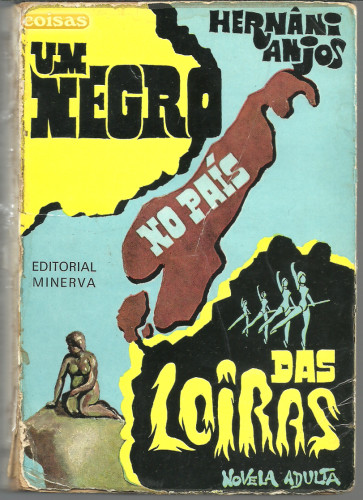 coisas
HERNÂNI
ANJOS
UM
NEGRO
NO PAÍS
EDITORIAL
MINERVA
DAS
LOIRAS
NOVELA ADULTA